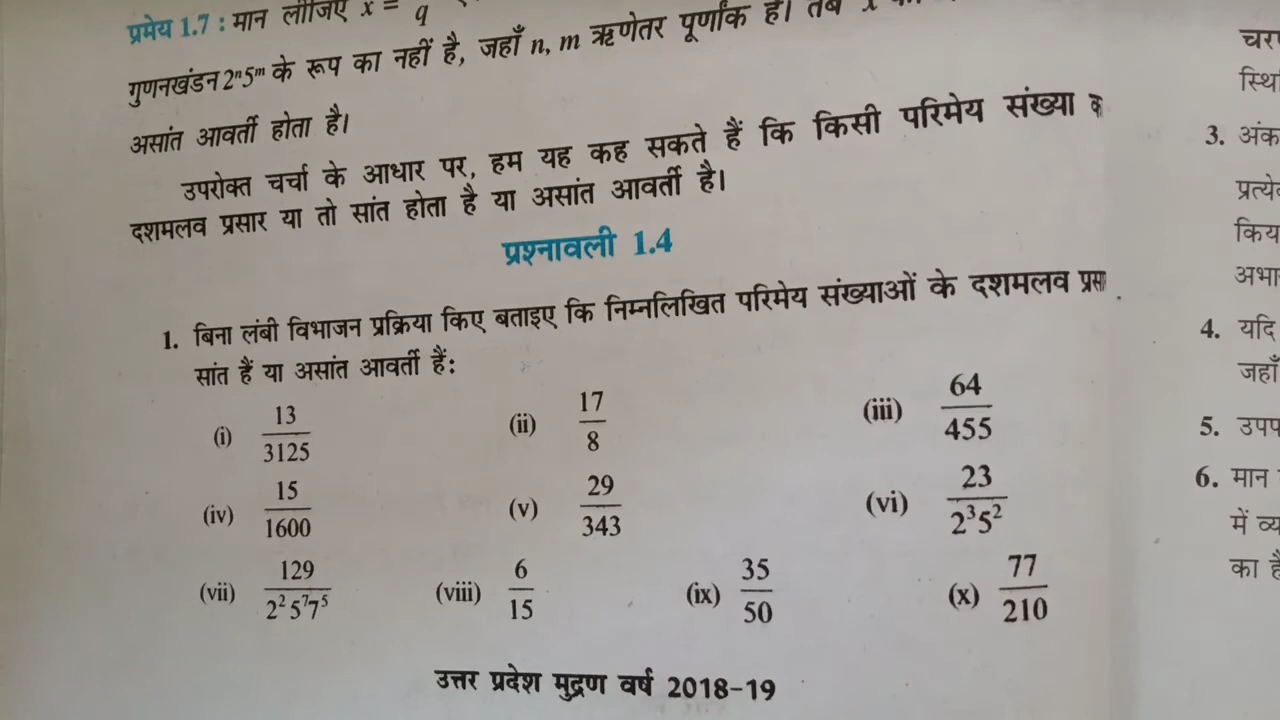 प्रमेय 1.7 : मान लीजिए x =
q
गुणनखंडन 2ⁿ5ᵐ के रूप का नहीं है, जहाँ n, m ऋणेतर पूर्णांक हैं। तब x
असांत आवर्ती होता है।
उपरोक्त चर्चा के आधार पर, हम यह कह सकते हैं कि किसी परिमेय संख्या
दशमलव प्रसार या तो सांत होता है या असांत आवर्ती है।
प्रश्नावली 1.4
1. बिना लंबी विभाजन प्रक्रिया किए बताइए कि निम्नलिखित परिमेय संख्याओं के दशमलव
सांत हैं या असांत आवर्ती हैं:
(i) 13/3125 (ii) 17/8 (iii) 64/455
(iv) 15/1600 (v) 29/343 (vi) 23/2³5²
(vii) 129/2²5⁷7⁵ (viii) 6/15 (ix) 35/50 (x) 77/210
उत्तर प्रदेश मुद्रण वर्ष 2018-19
3. अंक
किय
4. यदि
जहाँ
5.
6. मान
में